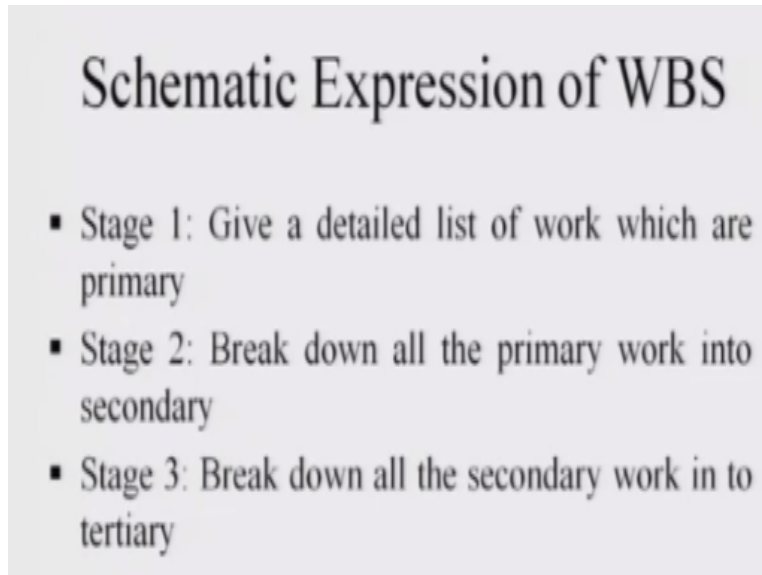 Schematic Expression of WBS
▪ Stage 1: Give a detailed list of work which are
primary
▪ Stage 2: Break down all the primary work into
secondary
▪ Stage 3: Break down all the secondary work in to
tertiary